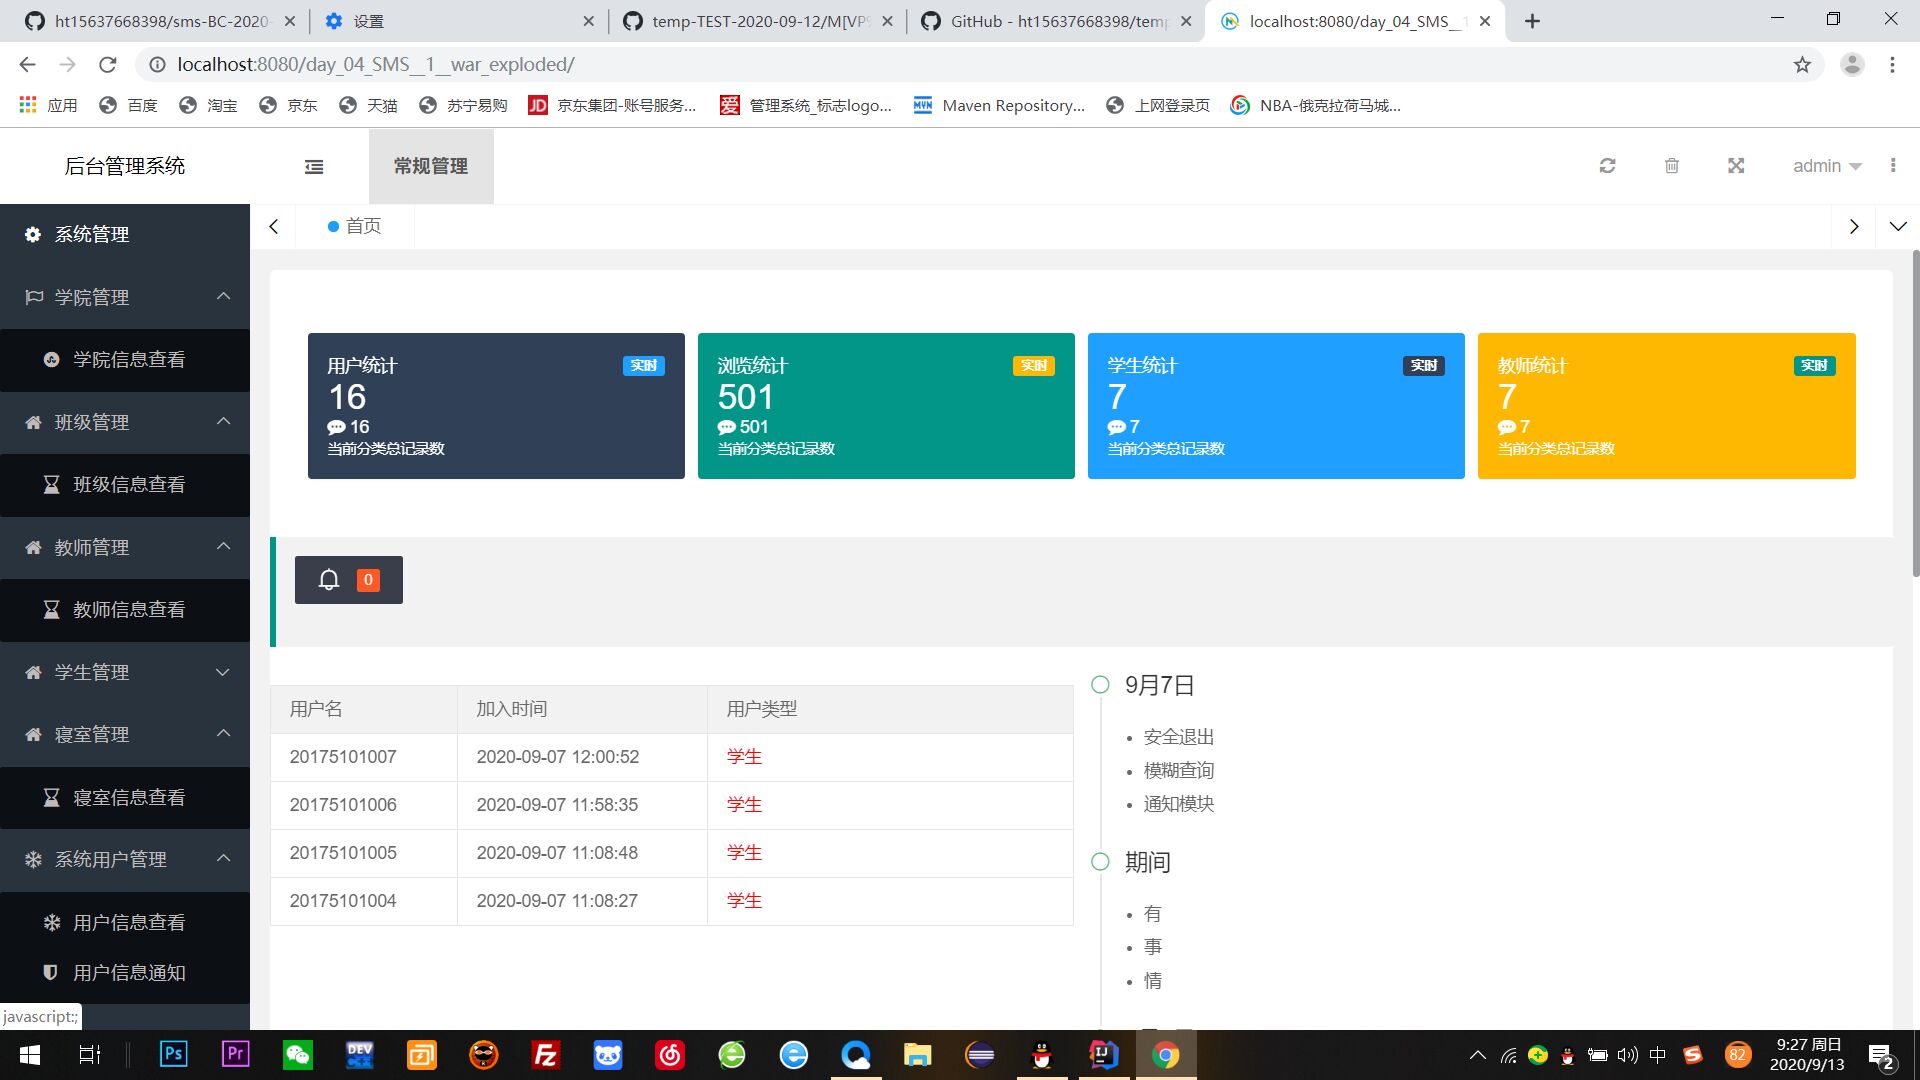 ht15637668398/sms-BC-2020-
设置
temp-TEST-2020-09-12/M[VP%
GitHub - ht15637668398/temp
localhost:8080/day_04_SMS__1
localhost:8080/day_04_SMS__1__war_exploded/
应用
百度
淘宝
京东
天猫
苏宁易购
JD 京东集团-账号服务...
爱 管理系统_标志logo...
MVN Maven Repository...
上网登录页
NBA-俄克拉荷马城...
后台管理系统
常规管理
admin
系统管理
首页
学院管理
学院信息查看
班级管理
班级信息查看
教师管理
教师信息查看
学生管理
寝室管理
寝室信息查看
系统用户管理
用户信息查看
用户信息通知
javascript:;
用户统计 实时
16
16
当前分类总记录数
浏览统计 实时
501
501
当前分类总记录数
学生统计 实时
7
7
当前分类总记录数
教师统计 实时
7
7
当前分类总记录数
0
用户名 加入时间 用户类型
20175101007 2020-09-07 12:00:52 学生
20175101006 2020-09-07 11:58:35 学生
20175101005 2020-09-07 11:08:48 学生
20175101004 2020-09-07 11:08:27 学生
9月7日
安全退出
模糊查询
通知模块
期间
有
事
情
Ps
Pr
DEV
Fz
IJ
中
S
82
9:27 周日
2020/9/13
2